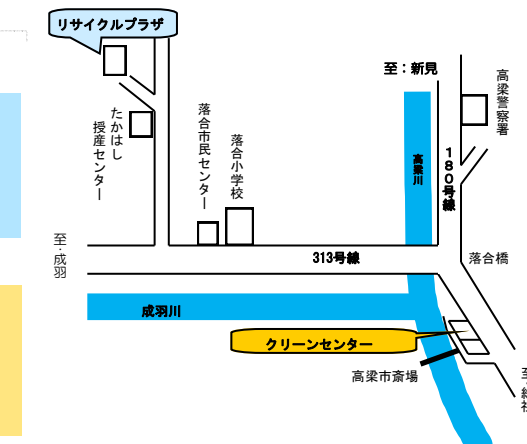 リサイクルプラザ
至：新見
高梁警察署
たかはし
授産センター
落合市民センター
落合小学校
高梁川
180号線
至：成羽
313号線
落合橋
成羽川
クリーンセンター
高梁市斎場
至：総社